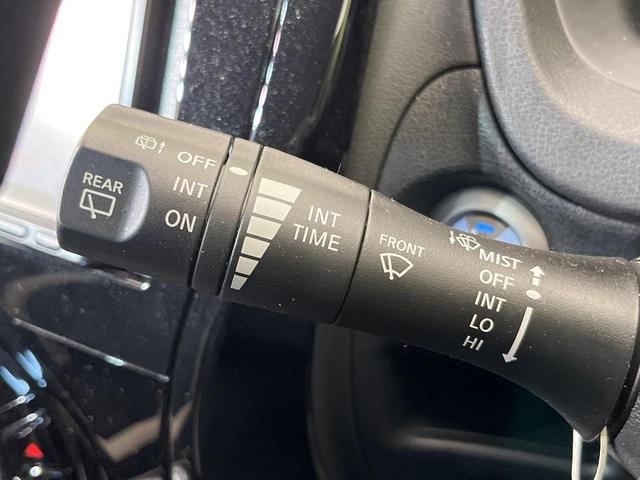 REAR
OFF
INT
ON
INT
TIME
FRONT
MIST
OFF
INT
LO
HI